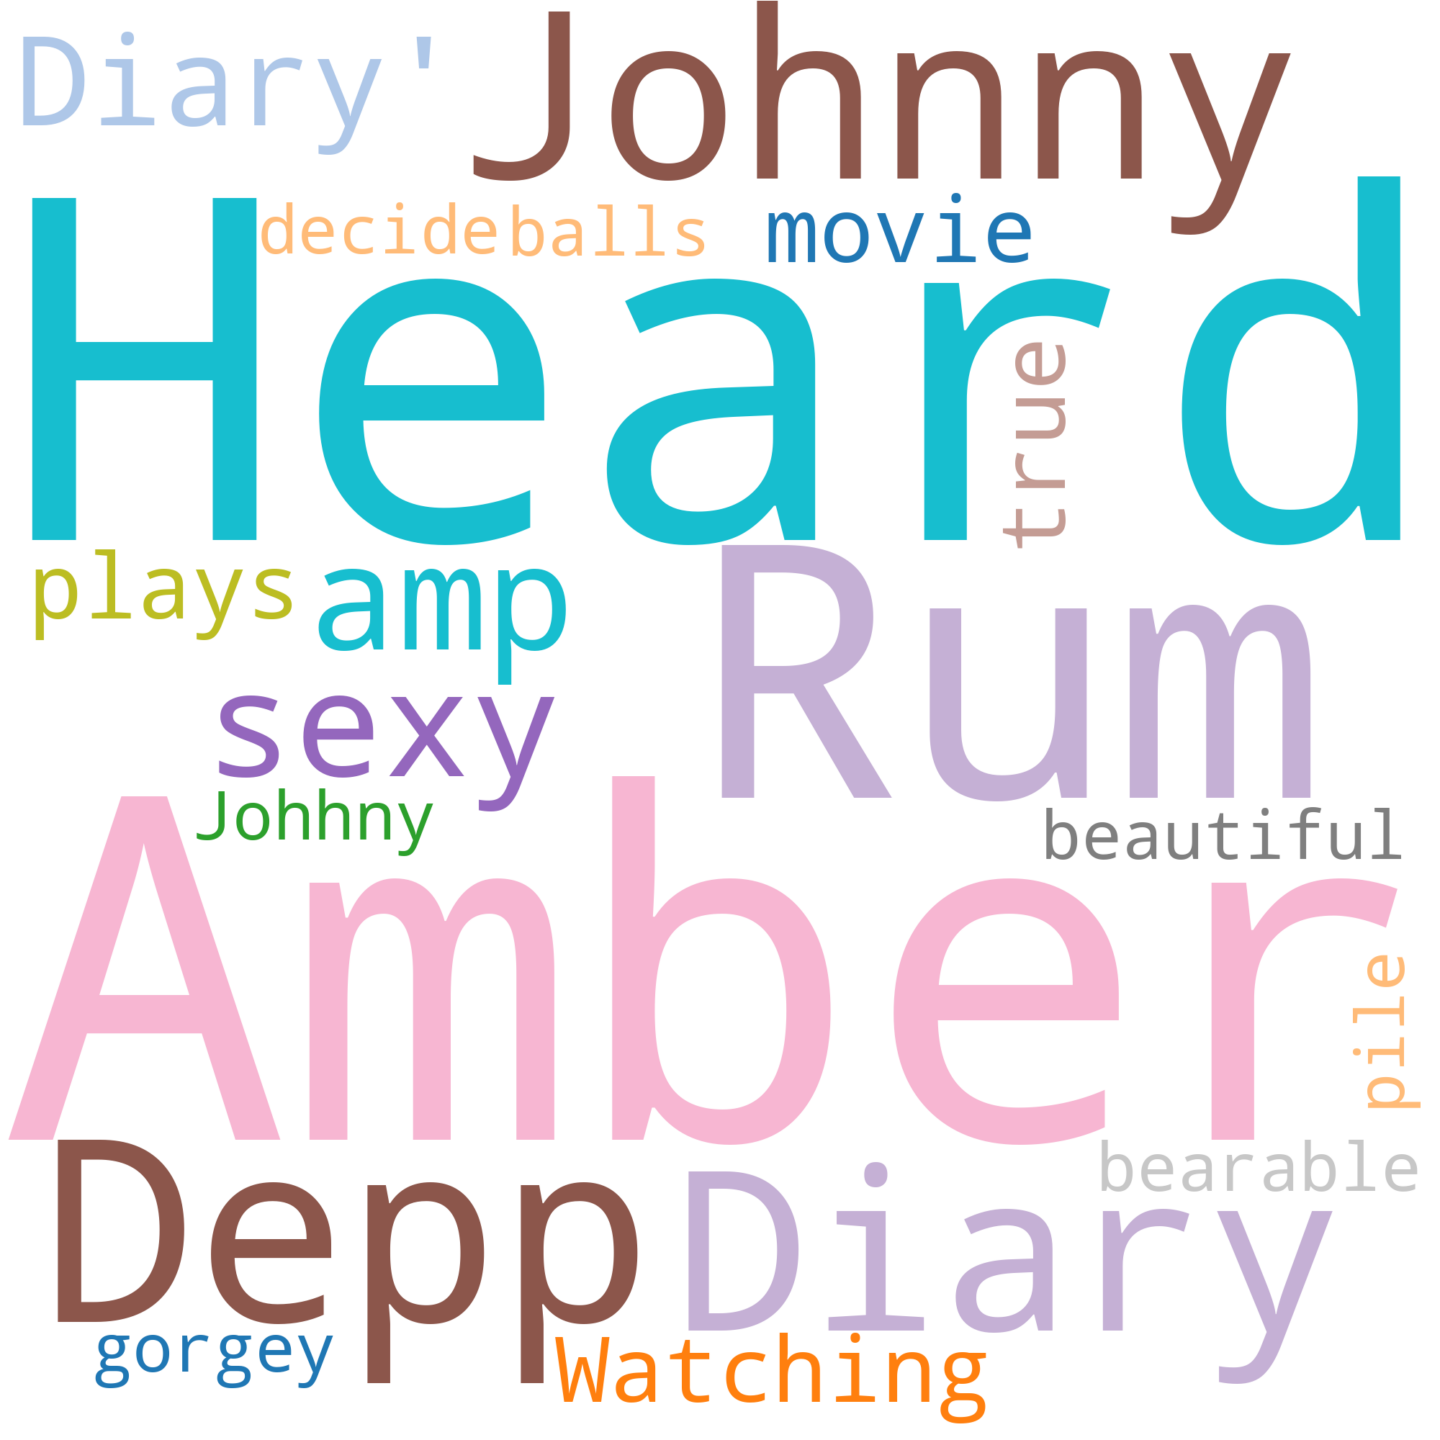 Diary'
Johnny
decide
balls
movie
Heard
true
plays
amp
Rum
sexy
Johhny
beautiful
Amber
pile
Depp
Diary
bearable
gorgey
Watching